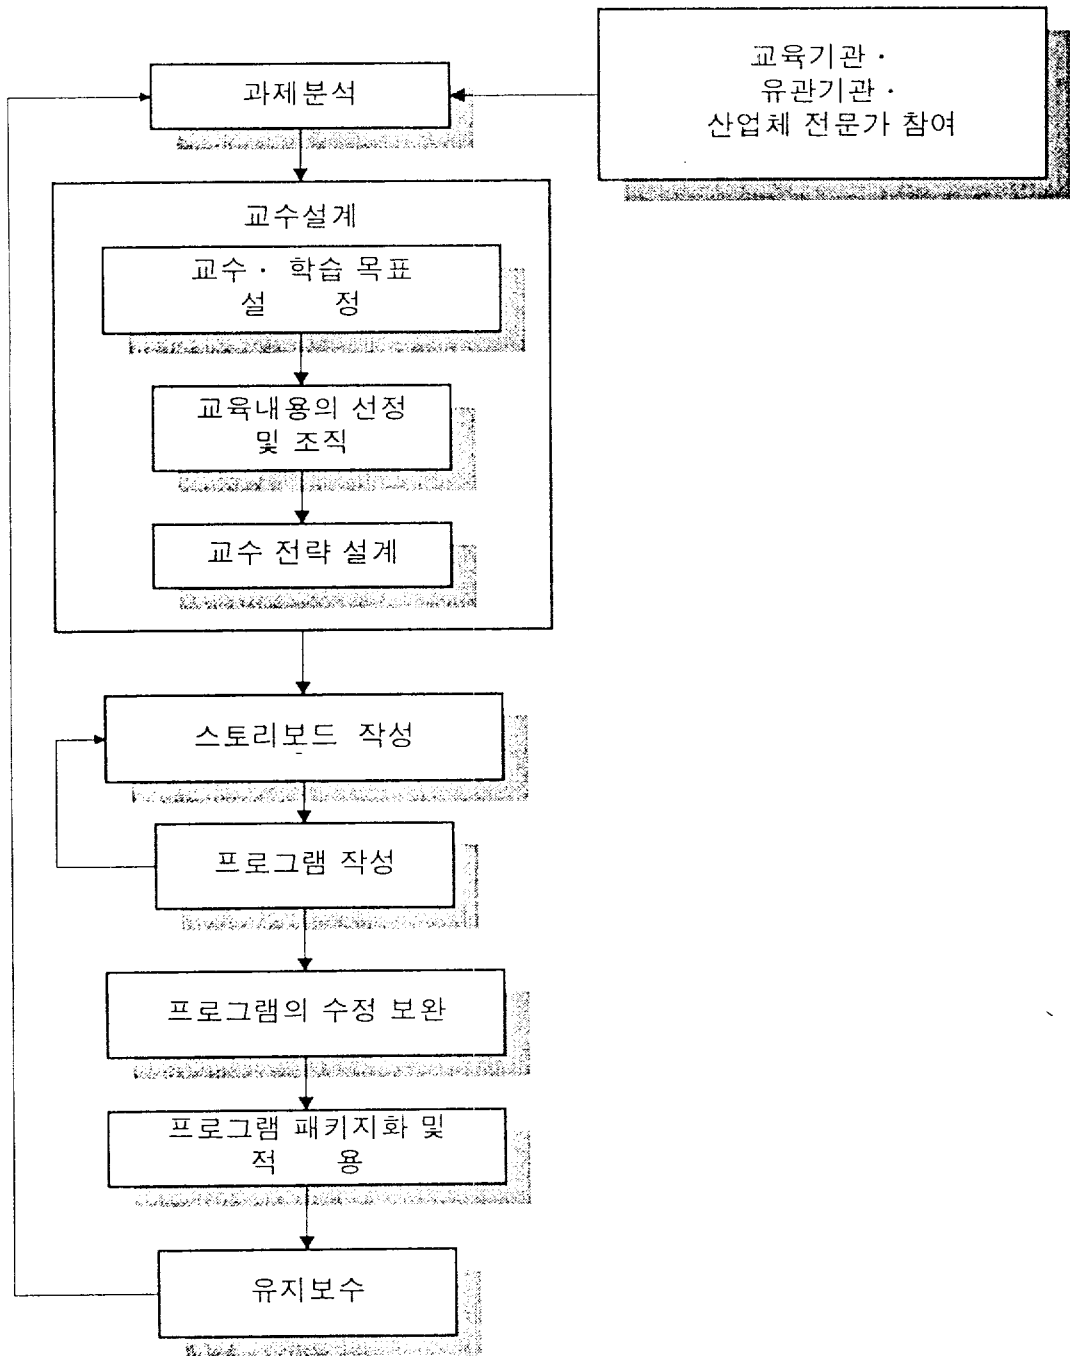 교육기관 ·
유관기관 ·
산업체 전문가 참여
과제분석
교수설계
교수 · 학습 목표
설 정
교육내용의 선정
및 조직
교수 전략 설계
스토리보드 작성
프로그램 작성
프로그램의 수정 보완
프로그램 패키지화 및
적 용
유지보수